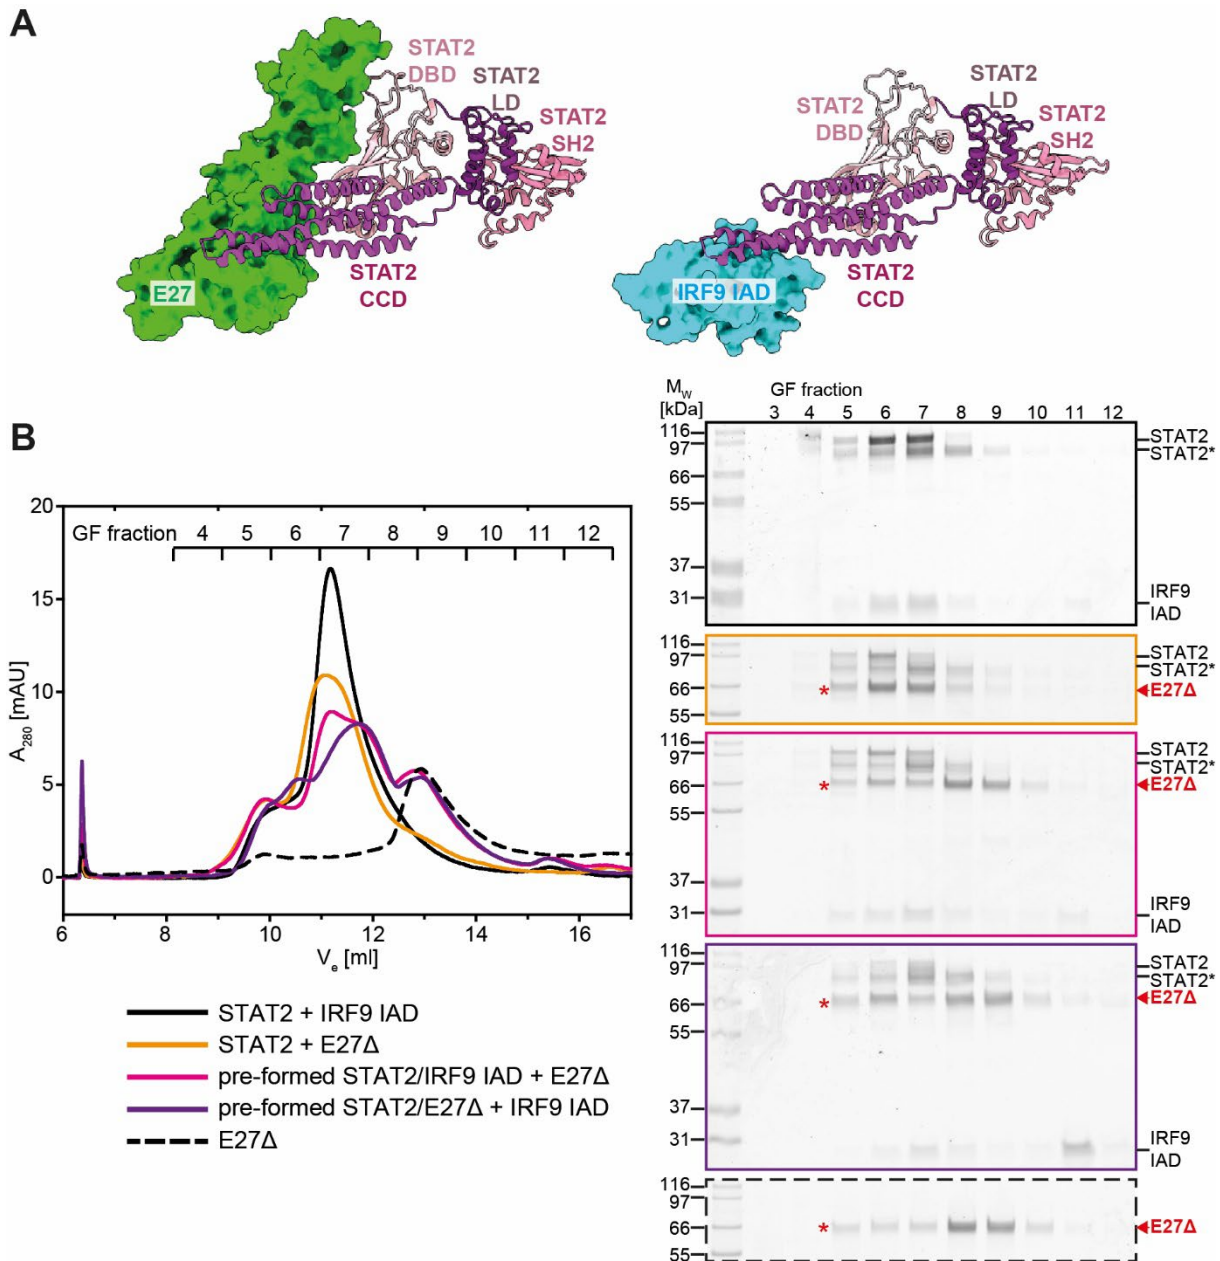 A
STAT2
DBD
STAT2
LD
STAT2
SH2
E27
STAT2
CCD
STAT2
DBD
STAT2
LD
STAT2
SH2
IRF9 IAD
STAT2
CCD
B
20
15
10
5
0
A280 [mAU]
GF fraction 4 5 6 7 8 9 10 11 12
6 8 10 12 14 16
Ve [ml]
STAT2 + IRF9 IAD
STAT2 + E27Δ
pre-formed STAT2/IRF9 IAD + E27Δ
pre-formed STAT2/E27Δ + IRF9 IAD
E27Δ
MW
[kDa]
GF fraction
3 4 5 6 7 8 9 10 11 12
116
97
66
55
37
31
STAT2
STAT2*
IRF9
IAD
116
97
66
55
*
STAT2
STAT2*
E27Δ
116
97
66
55
37
31
*
STAT2
STAT2*
E27Δ
IRF9
IAD
116
97
66
55
37
31
*
STAT2
STAT2*
E27Δ
IRF9
IAD
116
97
66
55
*
E27Δ